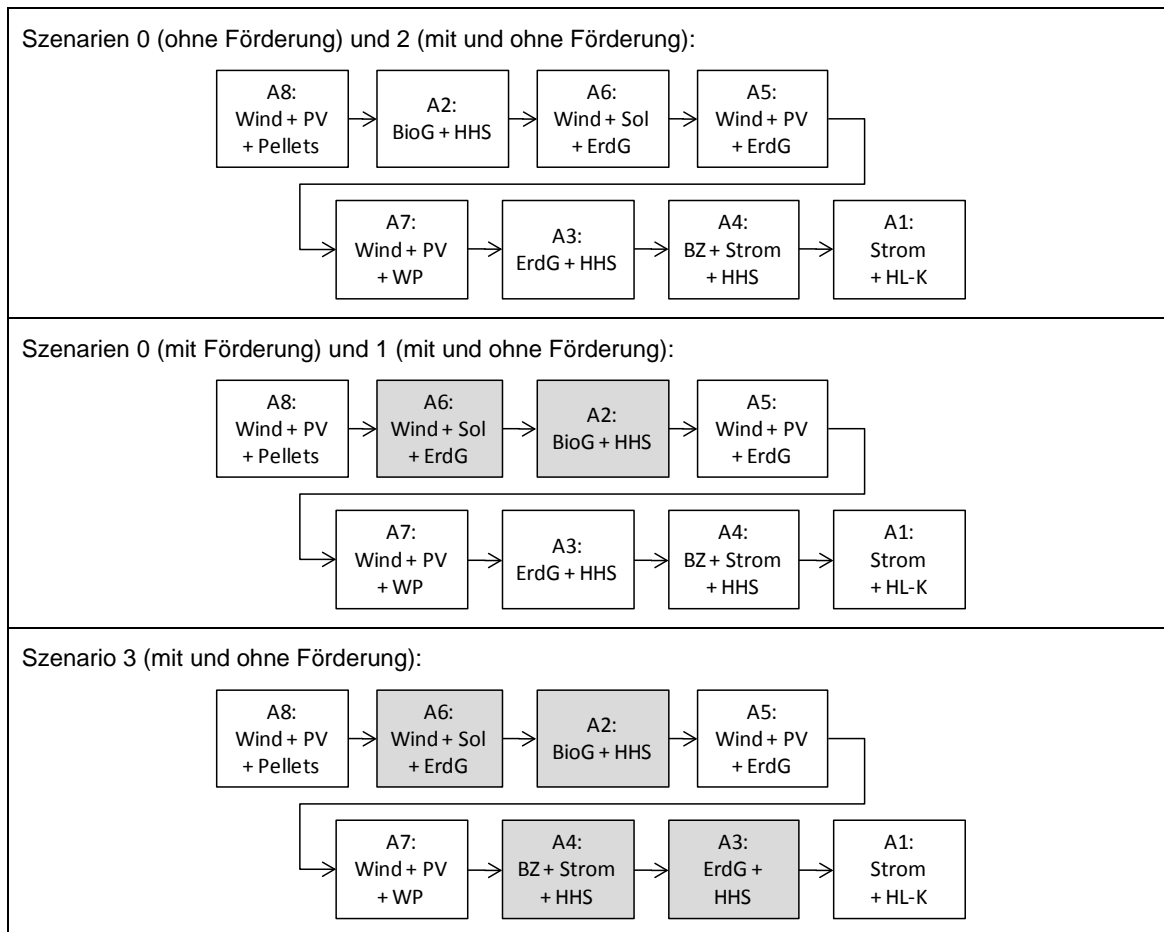 Szenarien 0 (ohne Förderung) und 2 (mit und ohne Förderung):
A8:
Wind + PV
+ Pellets
A2:
BioG + HHS
A6:
Wind + Sol
+ ErdG
A5:
Wind + PV
+ ErdG
A7:
Wind + PV
+ WP
A3:
ErdG + HHS
A4:
BZ + Strom
+ HHS
A1:
Strom
+ HL-K
Szenarien 0 (mit Förderung) und 1 (mit und ohne Förderung):
A8:
Wind + PV
+ Pellets
A6:
Wind + Sol
+ ErdG
A2:
BioG + HHS
A5:
Wind + PV
+ ErdG
A7:
Wind + PV
+ WP
A3:
ErdG + HHS
A4:
BZ + Strom
+ HHS
A1:
Strom
+ HL-K
Szenario 3 (mit und ohne Förderung):
A8:
Wind + PV
+ Pellets
A6:
Wind + Sol
+ ErdG
A2:
BioG + HHS
A5:
Wind + PV
+ ErdG
A7:
Wind + PV
+ WP
A4:
BZ + Strom
+ HHS
A3:
ErdG +
HHS
A1:
Strom
+ HL-K